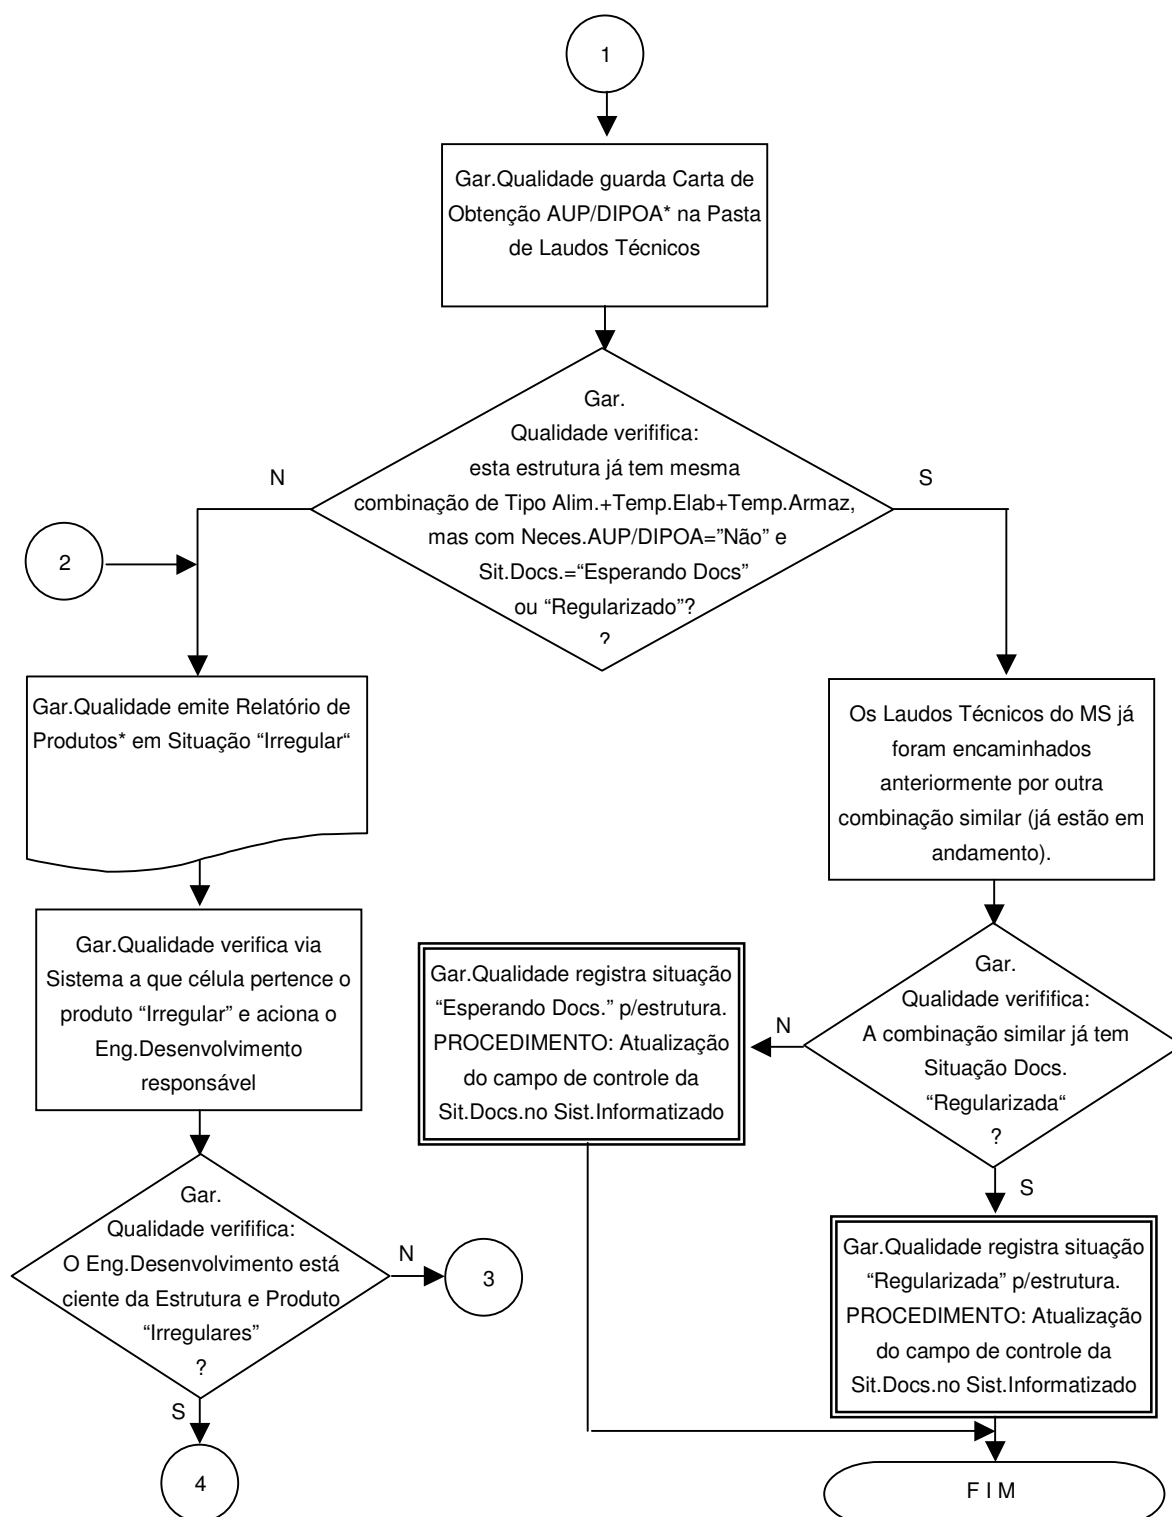 1
Gar.Qualidade guarda Carta de
Obtenção AUP/DIPOA* na Pasta
de Laudos Técnicos
Gar.
Qualidade verififica:
esta estrutura já tem mesma
combinação de Tipo Alim.+Temp.Elab+Temp.Armaz,
mas com Neces.AUP/DIPOA=”Não” e
Sit.Docs.=“Esperando Docs”
ou “Regularizado”?
?
N
S
2
Gar.Qualidade emite Relatório de
Produtos* em Situação “Irregular“
Os Laudos Técnicos do MS já
foram encaminhados
anteriormente por outra
combinação similar (já estão em
andamento).
Gar.Qualidade verifica via
Sistema a que célula pertence o
produto “Irregular” e aciona o
Eng.Desenvolvimento
responsável
Gar.Qualidade registra situação
“Esperando Docs.” p/estrutura.
PROCEDIMENTO: Atualização
do campo de controle da
Sit.Docs.no Sist.Informatizado
N
Gar.
Qualidade verififica:
A combinação similar já tem
Situação Docs.
“Regularizada“
?
S
Gar.
Qualidade verififica:
O Eng.Desenvolvimento está
ciente da Estrutura e Produto
“Irregulares”
?
N
3
S
4
Gar.Qualidade registra situação
“Regularizada” p/estrutura.
PROCEDIMENTO: Atualização
do campo de controle da
Sit.Docs.no Sist.Informatizado
F I M